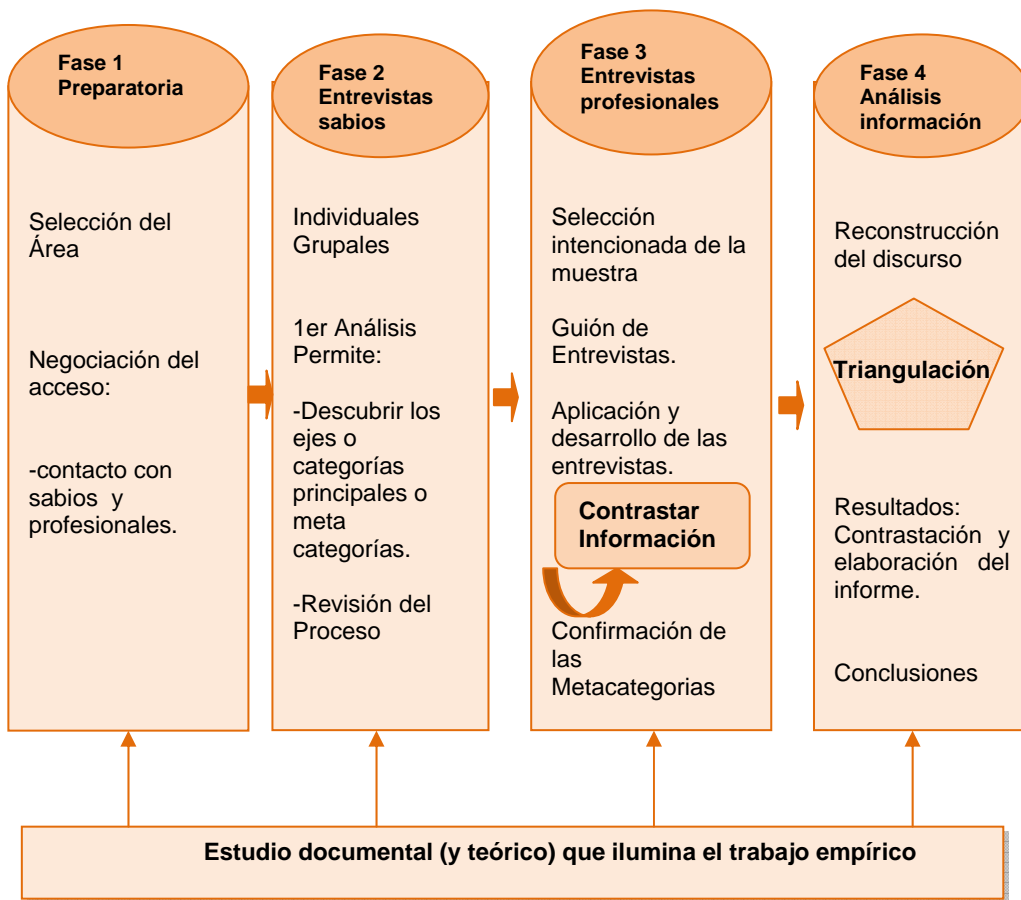 Fase 1
Preparatoria
Selección del
Área
Negociación del
acceso:
-contacto con
sabios y
profesionales.
Fase 2
Entrevistas
sabios
Individuales
Grupales
1er Análisis
Permite:
-Descubrir los
ejes o
categorías
principales o
meta
categorías.
-Revisión del
Proceso
Fase 3
Entrevistas
profesionales
Selección
intencionada de la
muestra
Guión de
Entrevistas.
Aplicación y
desarrollo de las
entrevistas.
Contrastar
Información
Confirmación de
las
Metacategorias
Fase 4
Análisis
información
Reconstrucción
del discurso
Triangulación
Resultados:
Contrastación y
elaboración del
informe.
Conclusiones
Estudio documental (y teórico) que ilumina el trabajo empírico